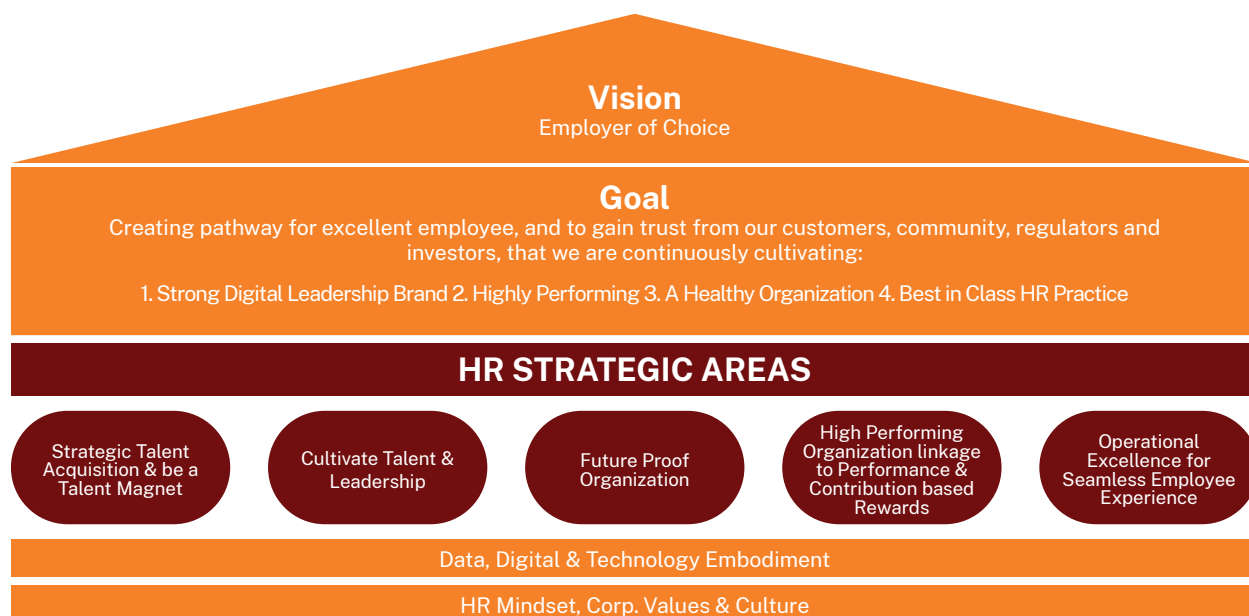 Vision
Employer of Choice
Goal
Creating pathway for excellent employee, and to gain trust from our customers, community, regulators and
investors, that we are continuously cultivating:
1. Strong Digital Leadership Brand 2. Highly Performing 3. A Healthy Organization 4. Best in Class HR Practice
HR STRATEGIC AREAS
Strategic Talent
Acquisition & be a
Talent Magnet
Cultivate Talent &
Leadership
Future Proof
Organization
High Performing
Organization linkage
to Performance &
Contribution based
Rewards
Operational
Excellence for
Seamless Employee
Experience
Data, Digital & Technology Embodiment
HR Mindset, Corp. Values & Culture